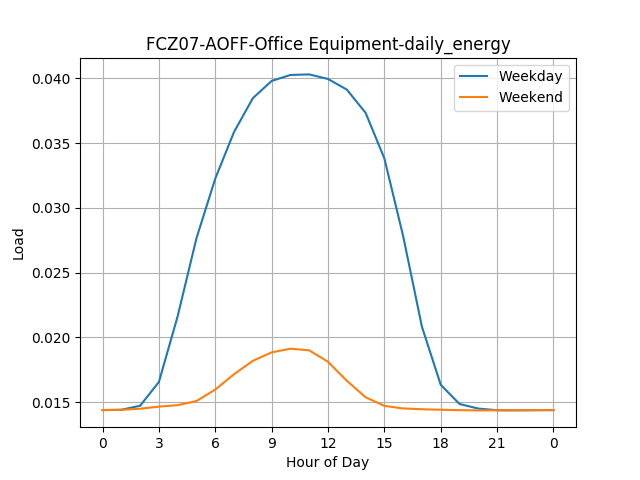 FCZ07-AOFF-Office Equipment-daily_energy
Weekday
Weekend
0.040
0.035
0.030
0.025
0.020
0.015
Load
0 3 6 9 12 15 18 21 0
Hour of Day